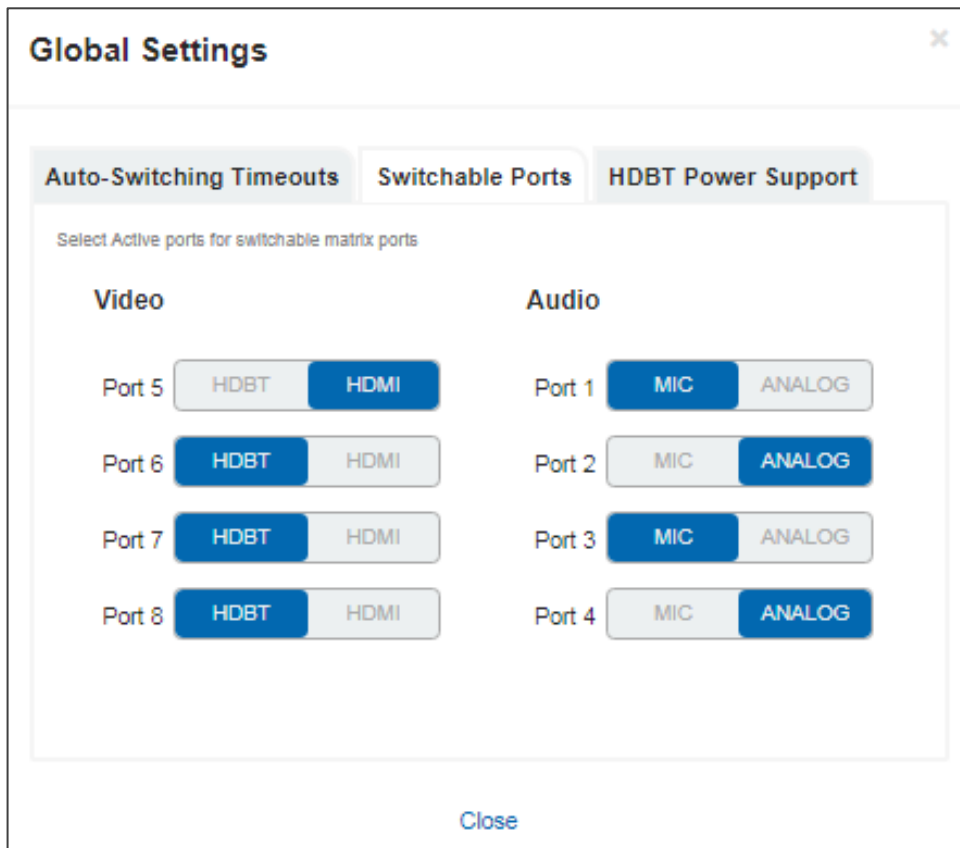 Global Settings ×
Auto-Switching Timeouts Switchable Ports HDBT Power Support
Select Active ports for switchable matrix ports
Video Audio
Port 5 HDBT HDMI Port 1 MIC ANALOG
Port 6 HDBT HDMI Port 2 MIC ANALOG
Port 7 HDBT HDMI Port 3 MIC ANALOG
Port 8 HDBT HDMI Port 4 MIC ANALOG
Close